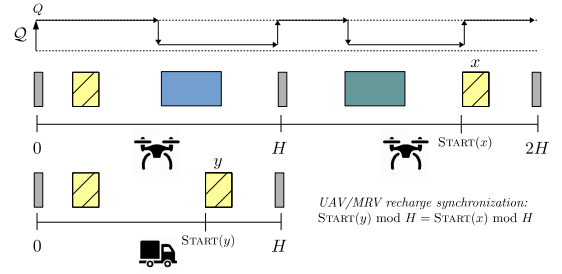 Q
𝒬
x
0
H
START(x)
2H
y
UAV/MRV recharge synchronization:
START(y) mod H = START(x) mod H
0
START(y)
H